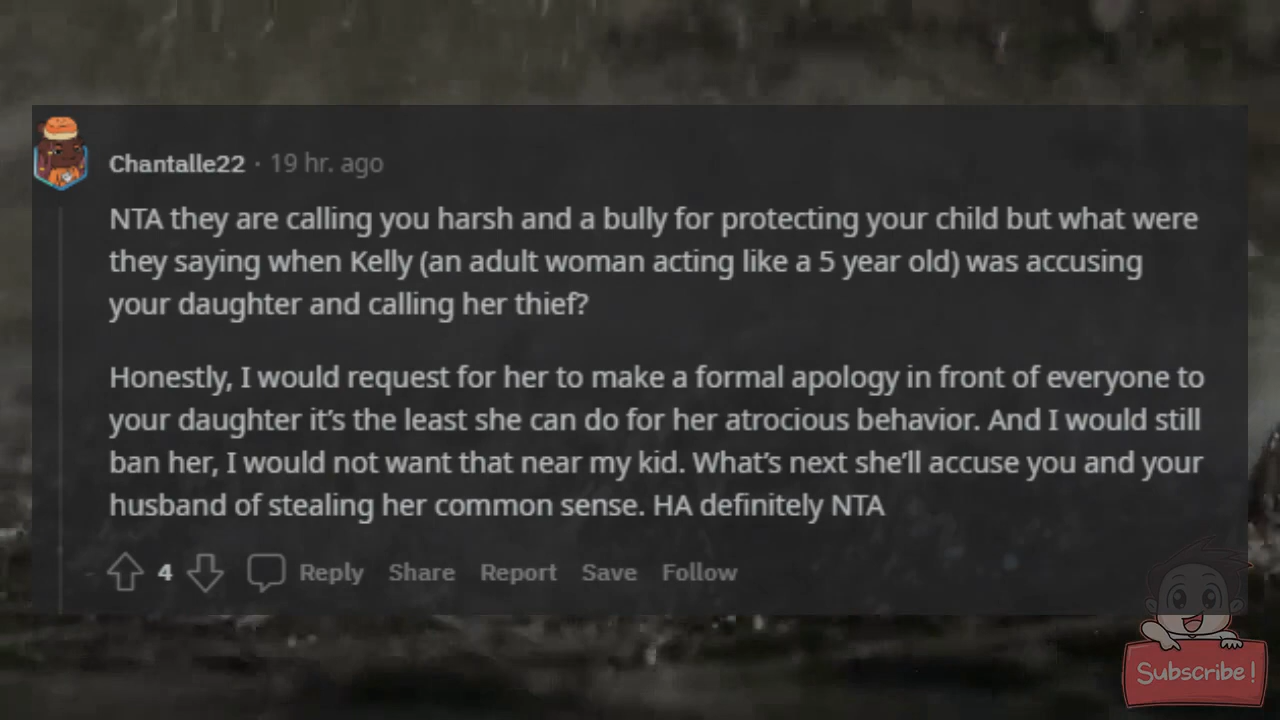 Chantalle22 · 19 hr. ago
NTA they are calling you harsh and a bully for protecting your child but what were
they saying when Kelly (an adult woman acting like a 5 year old) was accusing
your daughter and calling her thief?
Honestly, I would request for her to make a formal apology in front of everyone to
your daughter it’s the least she can do for her atrocious behavior. And I would still
ban her, I would not want that near my kid. What’s next she’ll accuse you and your
husband of stealing her common sense. HA definitely NTA
4 Reply Share Report Save Follow
Subscribe!